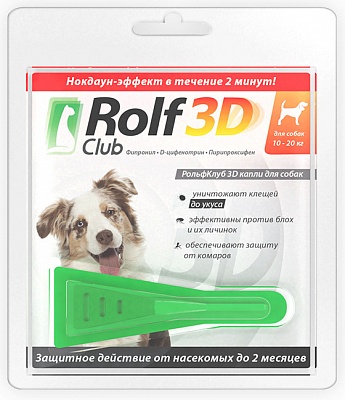 Нокдаун-эффект в течение 2 минут!
Rolf 3D
Club
Фипронил • D-цифенотрин • Пирипроксифен
для собак
10 - 20 кг
РольфКлуб 3D капли для собак
уничтожают клещей
до укуса
эффективны против блох
и их личинок
обеспечивают защиту
от комаров
3D
Защитное действие от насекомых до 2 месяцев